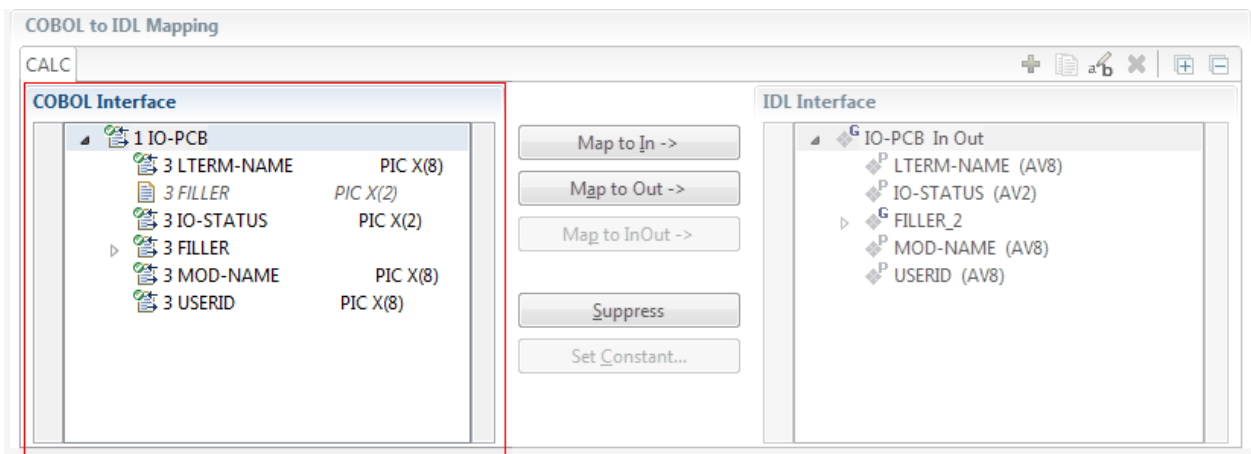 COBOL to IDL Mapping
CALC
COBOL Interface
1 IO-PCB
3 LTERM-NAME PIC X(8)
3 FILLER PIC X(2)
3 IO-STATUS PIC X(2)
3 FILLER
3 MOD-NAME PIC X(8)
3 USERID PIC X(8)
Map to In ->
Map to Out ->
Map to InOut ->
Suppress
Set Constant...
IDL Interface
G IO-PCB In Out
P LTERM-NAME (AV8)
P IO-STATUS (AV2)
G FILLER_2
P MOD-NAME (AV8)
P USERID (AV8)